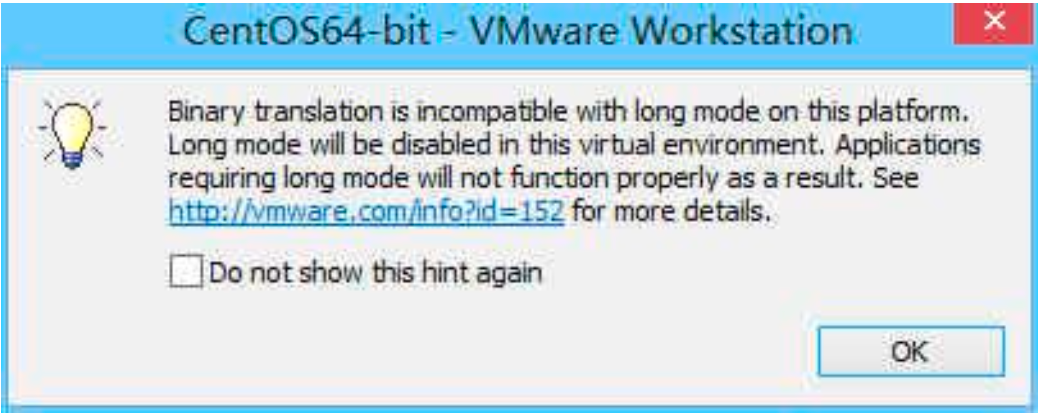 CentOS64-bit - VMware Workstation
Binary translation is incompatible with long mode on this platform.
Long mode will be disabled in this virtual environment. Applications
requiring long mode will not function properly as a result. See
http://vmware.com/info?id=152 for more details.
Do not show this hint again
OK